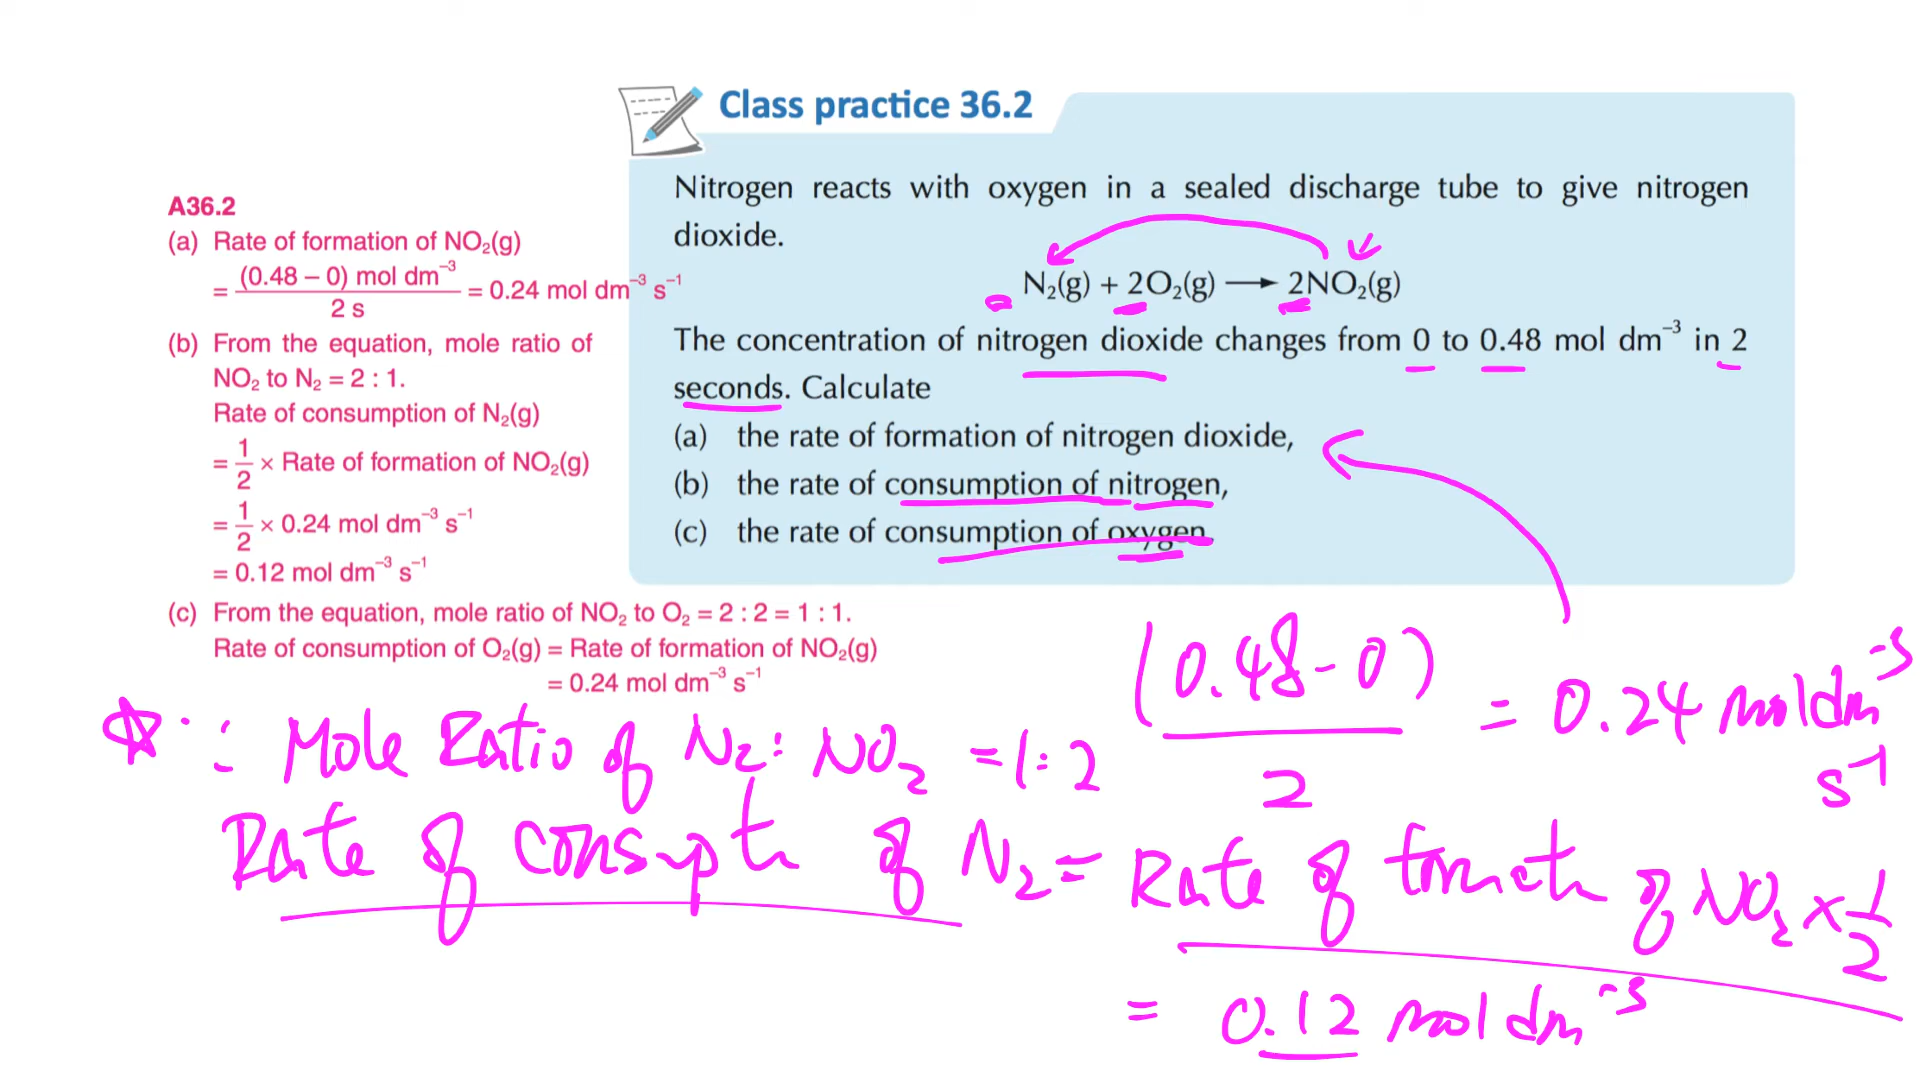 Class practice 36.2
Nitrogen reacts with oxygen in a sealed discharge tube to give nitrogen
dioxide.
N₂(g) + 2O₂(g) ⟶ 2NO₂(g)
The concentration of nitrogen dioxide changes from 0 to 0.48 mol dm⁻³ in 2
seconds. Calculate
(a) the rate of formation of nitrogen dioxide,
(b) the rate of consumption of nitrogen,
(c) the rate of consumption of oxygen.
A36.2
(a) Rate of formation of NO₂(g)
= (0.48 – 0) mol dm⁻³ / 2 s = 0.24 mol dm⁻³ s⁻¹
(b) From the equation, mole ratio of
NO₂ to N₂ = 2 : 1.
Rate of consumption of N₂(g)
= 1/2 × Rate of formation of NO₂(g)
= 1/2 × 0.24 mol dm⁻³ s⁻¹
= 0.12 mol dm⁻³ s⁻¹
(c) From the equation, mole ratio of NO₂ to O₂ = 2 : 2 = 1 : 1.
Rate of consumption of O₂(g) = Rate of formation of NO₂(g)
= 0.24 mol dm⁻³ s⁻¹
(0.48 - 0) / 2 = 0.24 mol dm⁻³ s⁻¹
☆ ∵ Mole Ratio of N₂ : NO₂ = 1 : 2
Rate of N₂ = Rate of NO₂ × 1/2
= 0.12 mol dm⁻³